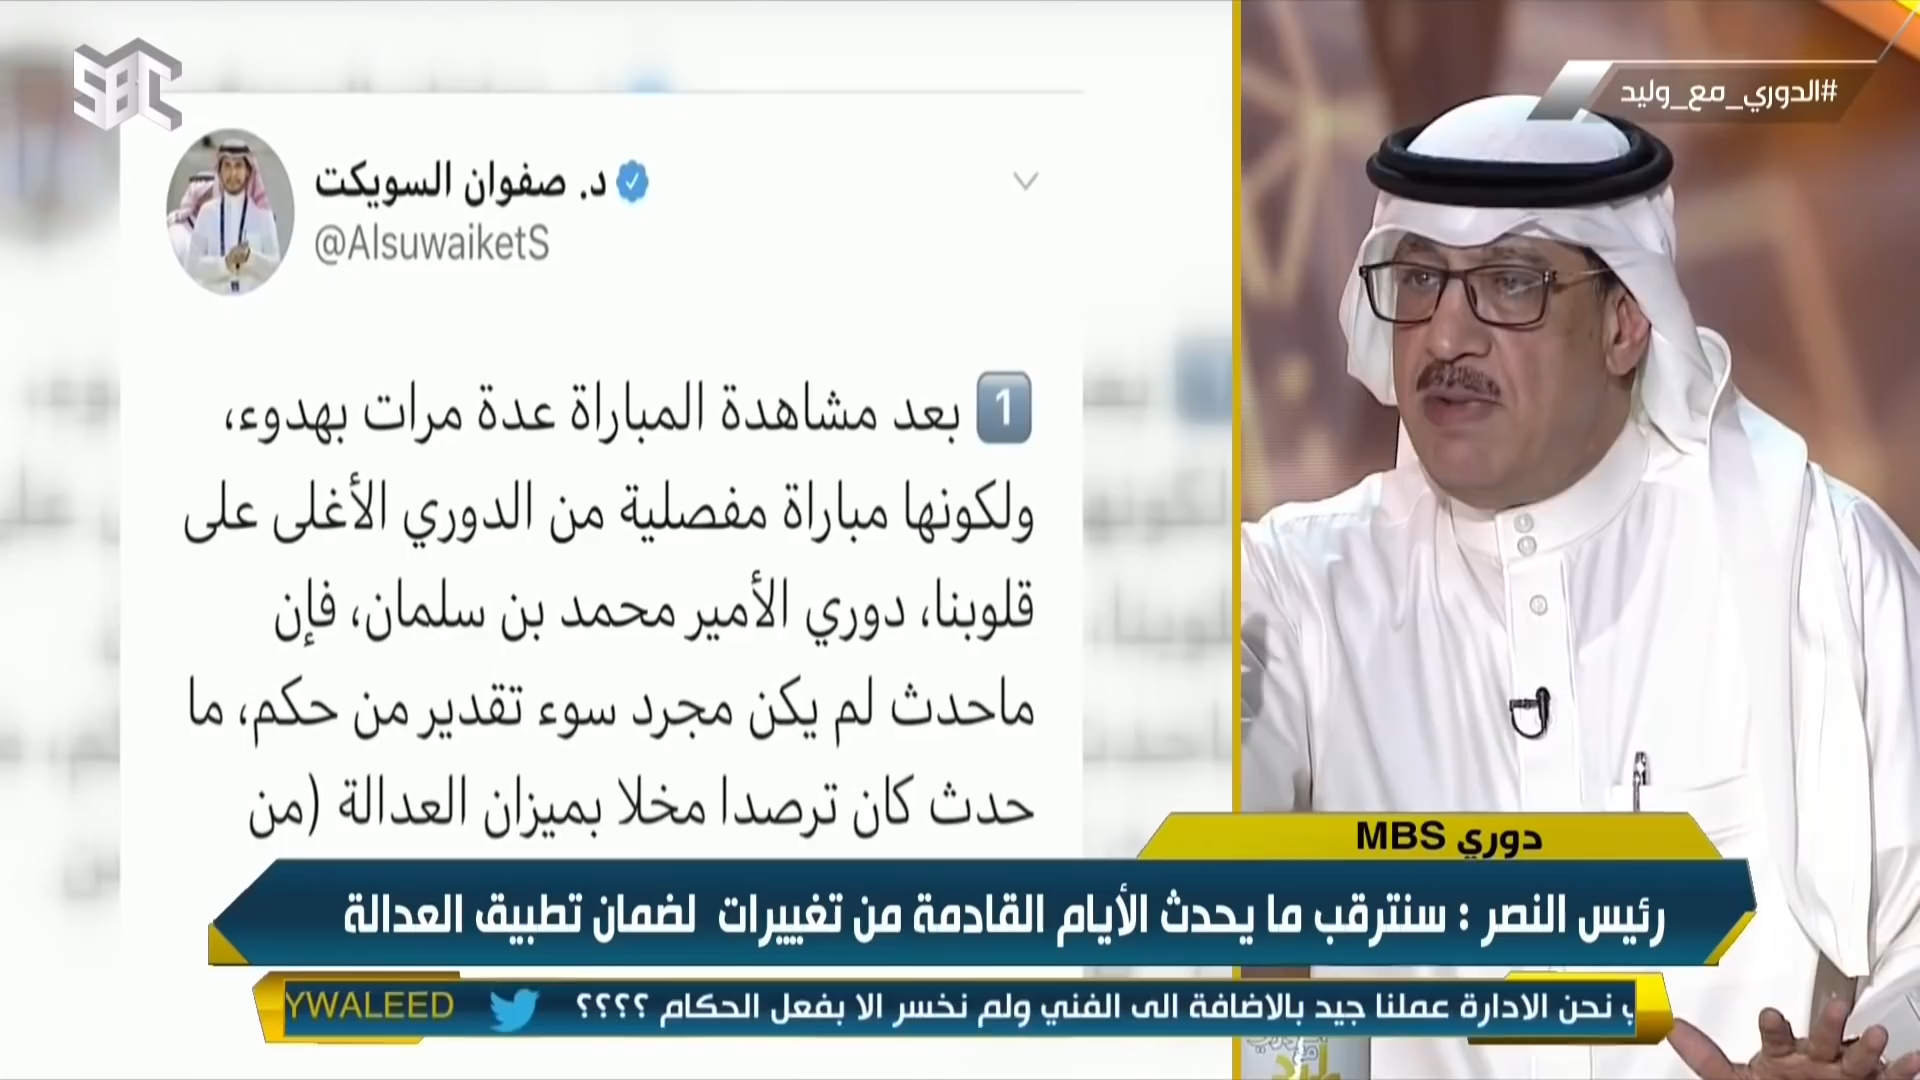 SBC
#الدوري_مع_وليد
د. صفوان السويكت
@AlsuwaiketS
1 بعد مشاهدة المباراة عدة مرات بهدوء،
ولكونها مباراة مفصلية من الدوري الأغلى على
قلوبنا، دوري الأمير محمد بن سلمان، فإن
ماحدث لم يكن مجرد سوء تقدير من حكم، ما
حدث كان ترصدا مخلا بميزان العدالة (من
دوري MBS
رئيس النصر : سنترقب ما يحدث الأيام القادمة من تغييرات لضمان تطبيق العدالة
نحن الادارة عملنا جيد بالاضافة الى الفني ولم نخسر الا بفعل الحكام ؟؟؟؟
YWALEED